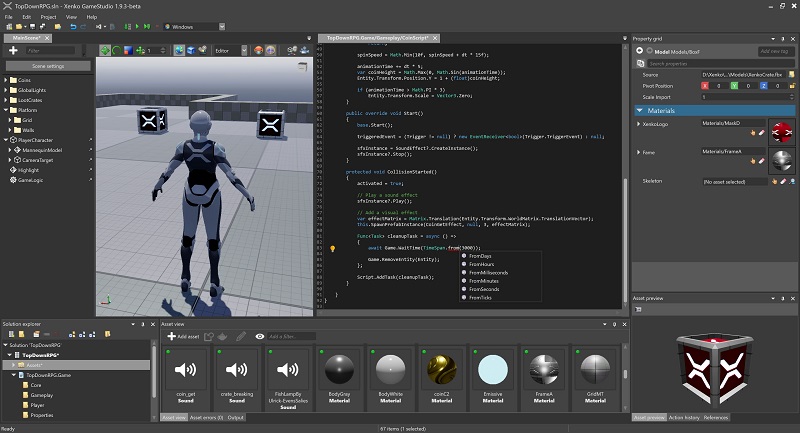 TopDownRPG.sln - Xenko GameStudio 1.9.3-beta
File Edit Project View Help
Windows
MainScene*
Filter
Scene settings
Coins
GlobalLights
LootCrates
Platform
Grid
Walls
PlayerCharacter
MannequinModel
CameraTarget
Highlight
GameLogic
10°
Editor
TopDownRPG.Game/Gameplay/CoinScript*
spinSpeed = Math.Min(10f, spinSpeed + dt * 15f);
animationTime += dt * 5;
var coinHeight = Math.Max(0, Math.Sin(animationTime));
Entity.Transform.Position.Y = 1 + (float)coinHeight;
if (animationTime > Math.PI * 3)
Entity.Transform.Scale = Vector3.Zero;
}
public override void Start()
{
base.Start();
triggeredEvent = (Trigger != null) ? new EventReceiver<bool>(Trigger.TriggerEvent) : null;
sfxInstance = SoundEffect?.CreateInstance();
sfxInstance?.Stop();
}
protected void CollisionStarted()
{
activated = true;
// Play a sound effect
sfxInstance?.Play();
// Add a visual effect
var effectMatrix = Matrix.Translation(Entity.Transform.WorldMatrix.TranslationVector);
this.SpawnPrefabInstance(CoinGetEffect, null, 3, effectMatrix);
Func<Task> cleanupTask = async () =>
{
await Game.WaitTime(TimeSpan.from(3000));
Game.RemoveEntity(Entity);
};
Script.AddTask(cleanupTask);
}
}
}
FromDays
FromHours
FromMilliseconds
FromMinutes
FromSeconds
FromTicks
Property grid
Model Models/Boxf
Add new tag
Search properties
Source
Pivot Position X 0 Y 0 Z 0
Scale Import 1
Materials
XenkoLogo Materials/MaskD
Fame Materials/FrameA
Skeleton (No asset selected)
Solution explorer
Solution 'TopDownRPG'
TopDownRPG*
Assets*
TopDownRPG.Game
Core
Gameplay
Player
Properties
Asset view
Add asset
Add a filter...
coin_get
Sound
crate_breaking
Sound
FishLampBy
Ulrick-EvensSalies
Sound
BodyGray
Material
BodyWhite
Material
coinC2
Material
Emissive
Material
FrameA
Material
GridMT
Material
Asset view Asset errors (0) Output
Asset preview
Asset preview Action history References
Ready
67 items (1 selected)